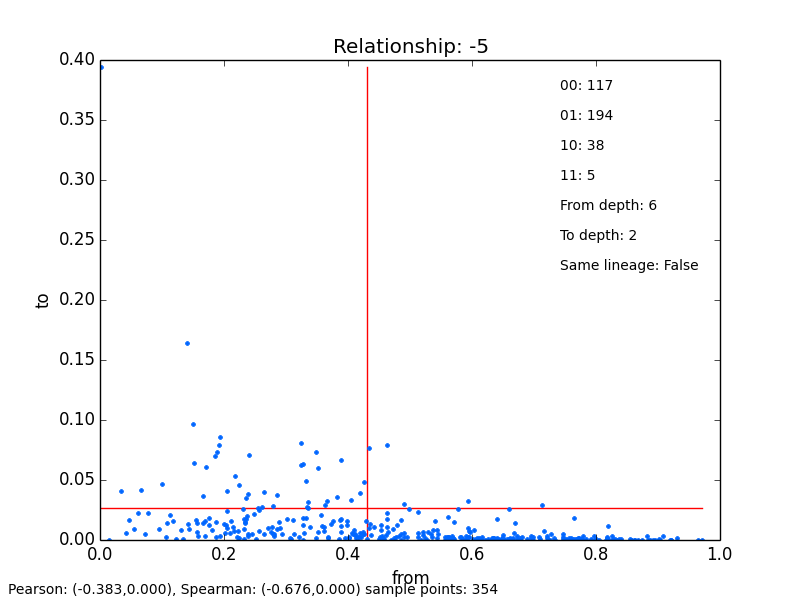 Relationship: -5
0.40
0.35
0.30
0.25
0.20
0.15
0.10
0.05
0.00
to
00: 117
01: 194
10: 38
11: 5
From depth: 6
To depth: 2
Same lineage: False
0.0 0.2 0.4 0.6 0.8 1.0
from
Pearson: (-0.383,0.000), Spearman: (-0.676,0.000) sample points: 354